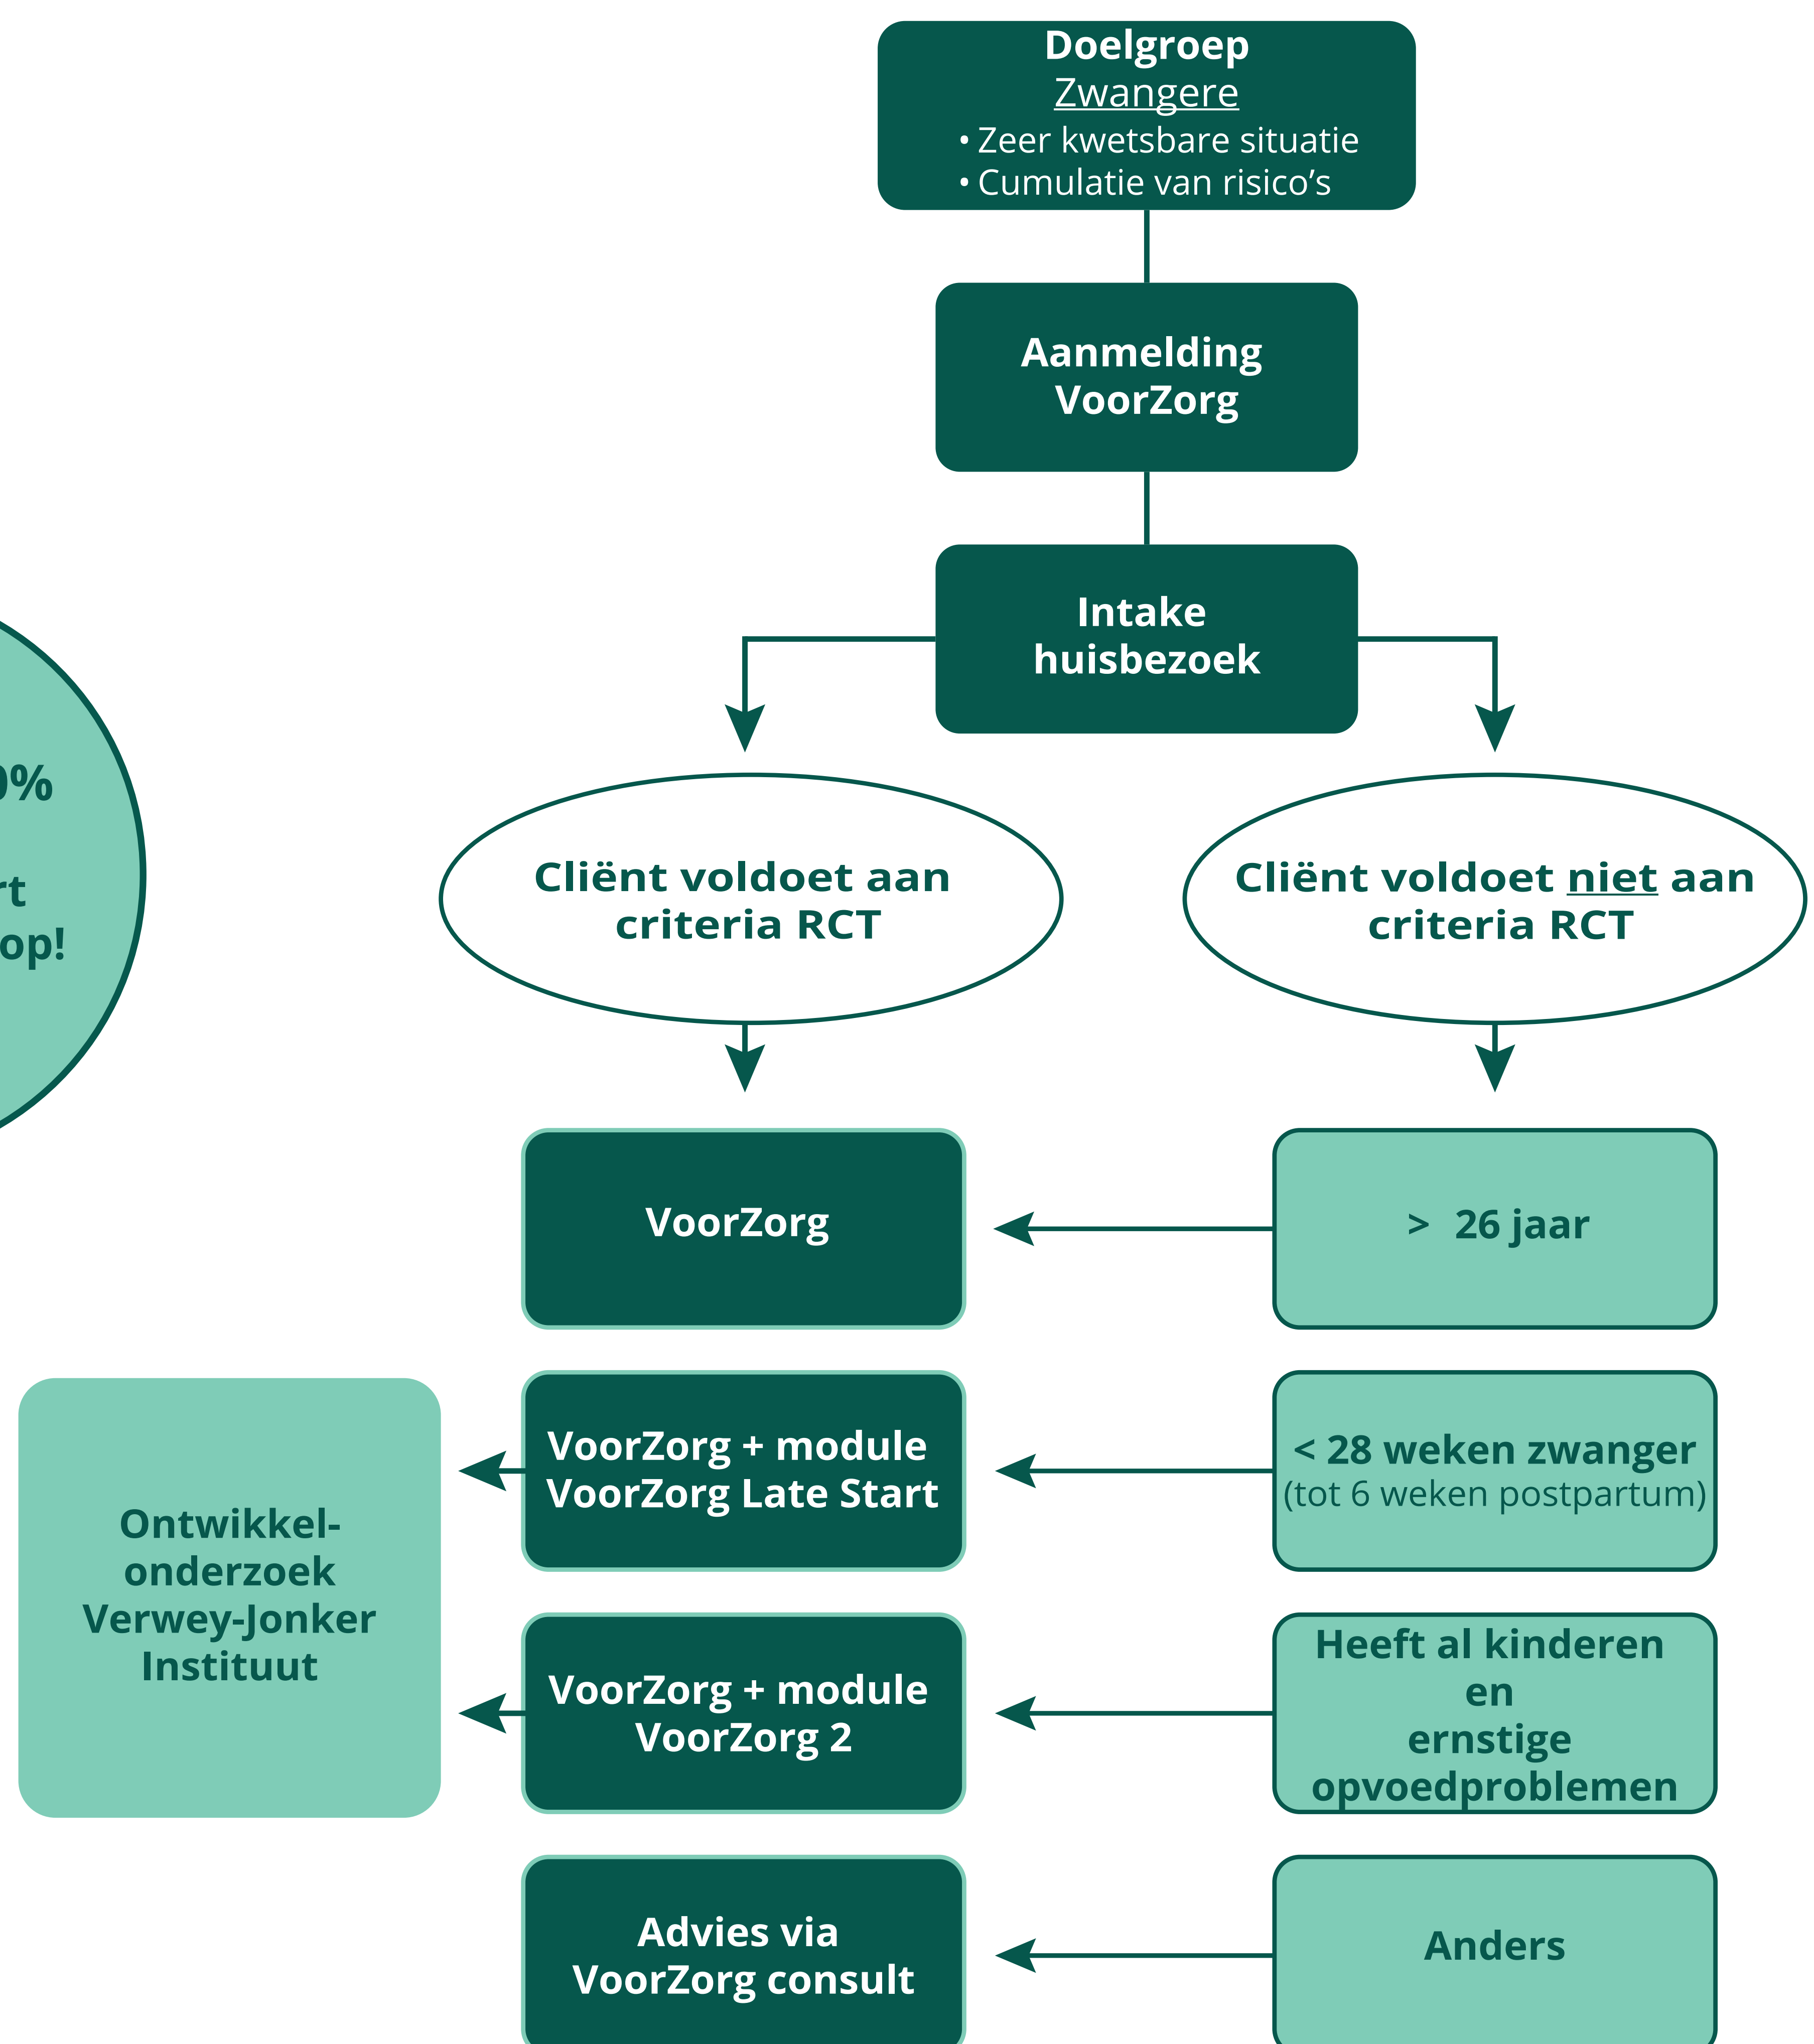 Doelgroep
Zwangere
• Zeer kwetsbare situatie
• Cumulatie van risico’s
Aanmelding
VoorZorg
Intake
huisbezoek
Cliënt voldoet aan
criteria RCT
Cliënt voldoet niet aan
criteria RCT
VoorZorg
> 26 jaar
VoorZorg + module
VoorZorg Late Start
< 28 weken zwanger
(tot 6 weken postpartum)
VoorZorg + module
VoorZorg 2
Heeft al kinderen
en
ernstige
opvoedproblemen
Advies via
VoorZorg consult
Anders
Ontwikkel-
onderzoek
Verwey-Jonker
Instituut
op!